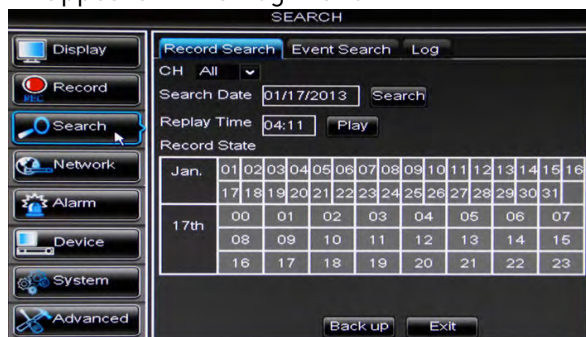 SEARCH
Display
Record
REC
Search
Network
Alarm
Device
System
Advanced
Record Search Event Search Log
CH All
Search Date 01/17/2013 Search
Replay Time 04:11 Play
Record State
Jan. 01 02 03 04 05 06 07 08 09 10 11 12 13 14 15 16
17 18 19 20 21 22 23 24 25 26 27 28 29 30 31
17th 00 01 02 03 04 05 06 07
08 09 10 11 12 13 14 15
16 17 18 19 20 21 22 23
Back up Exit